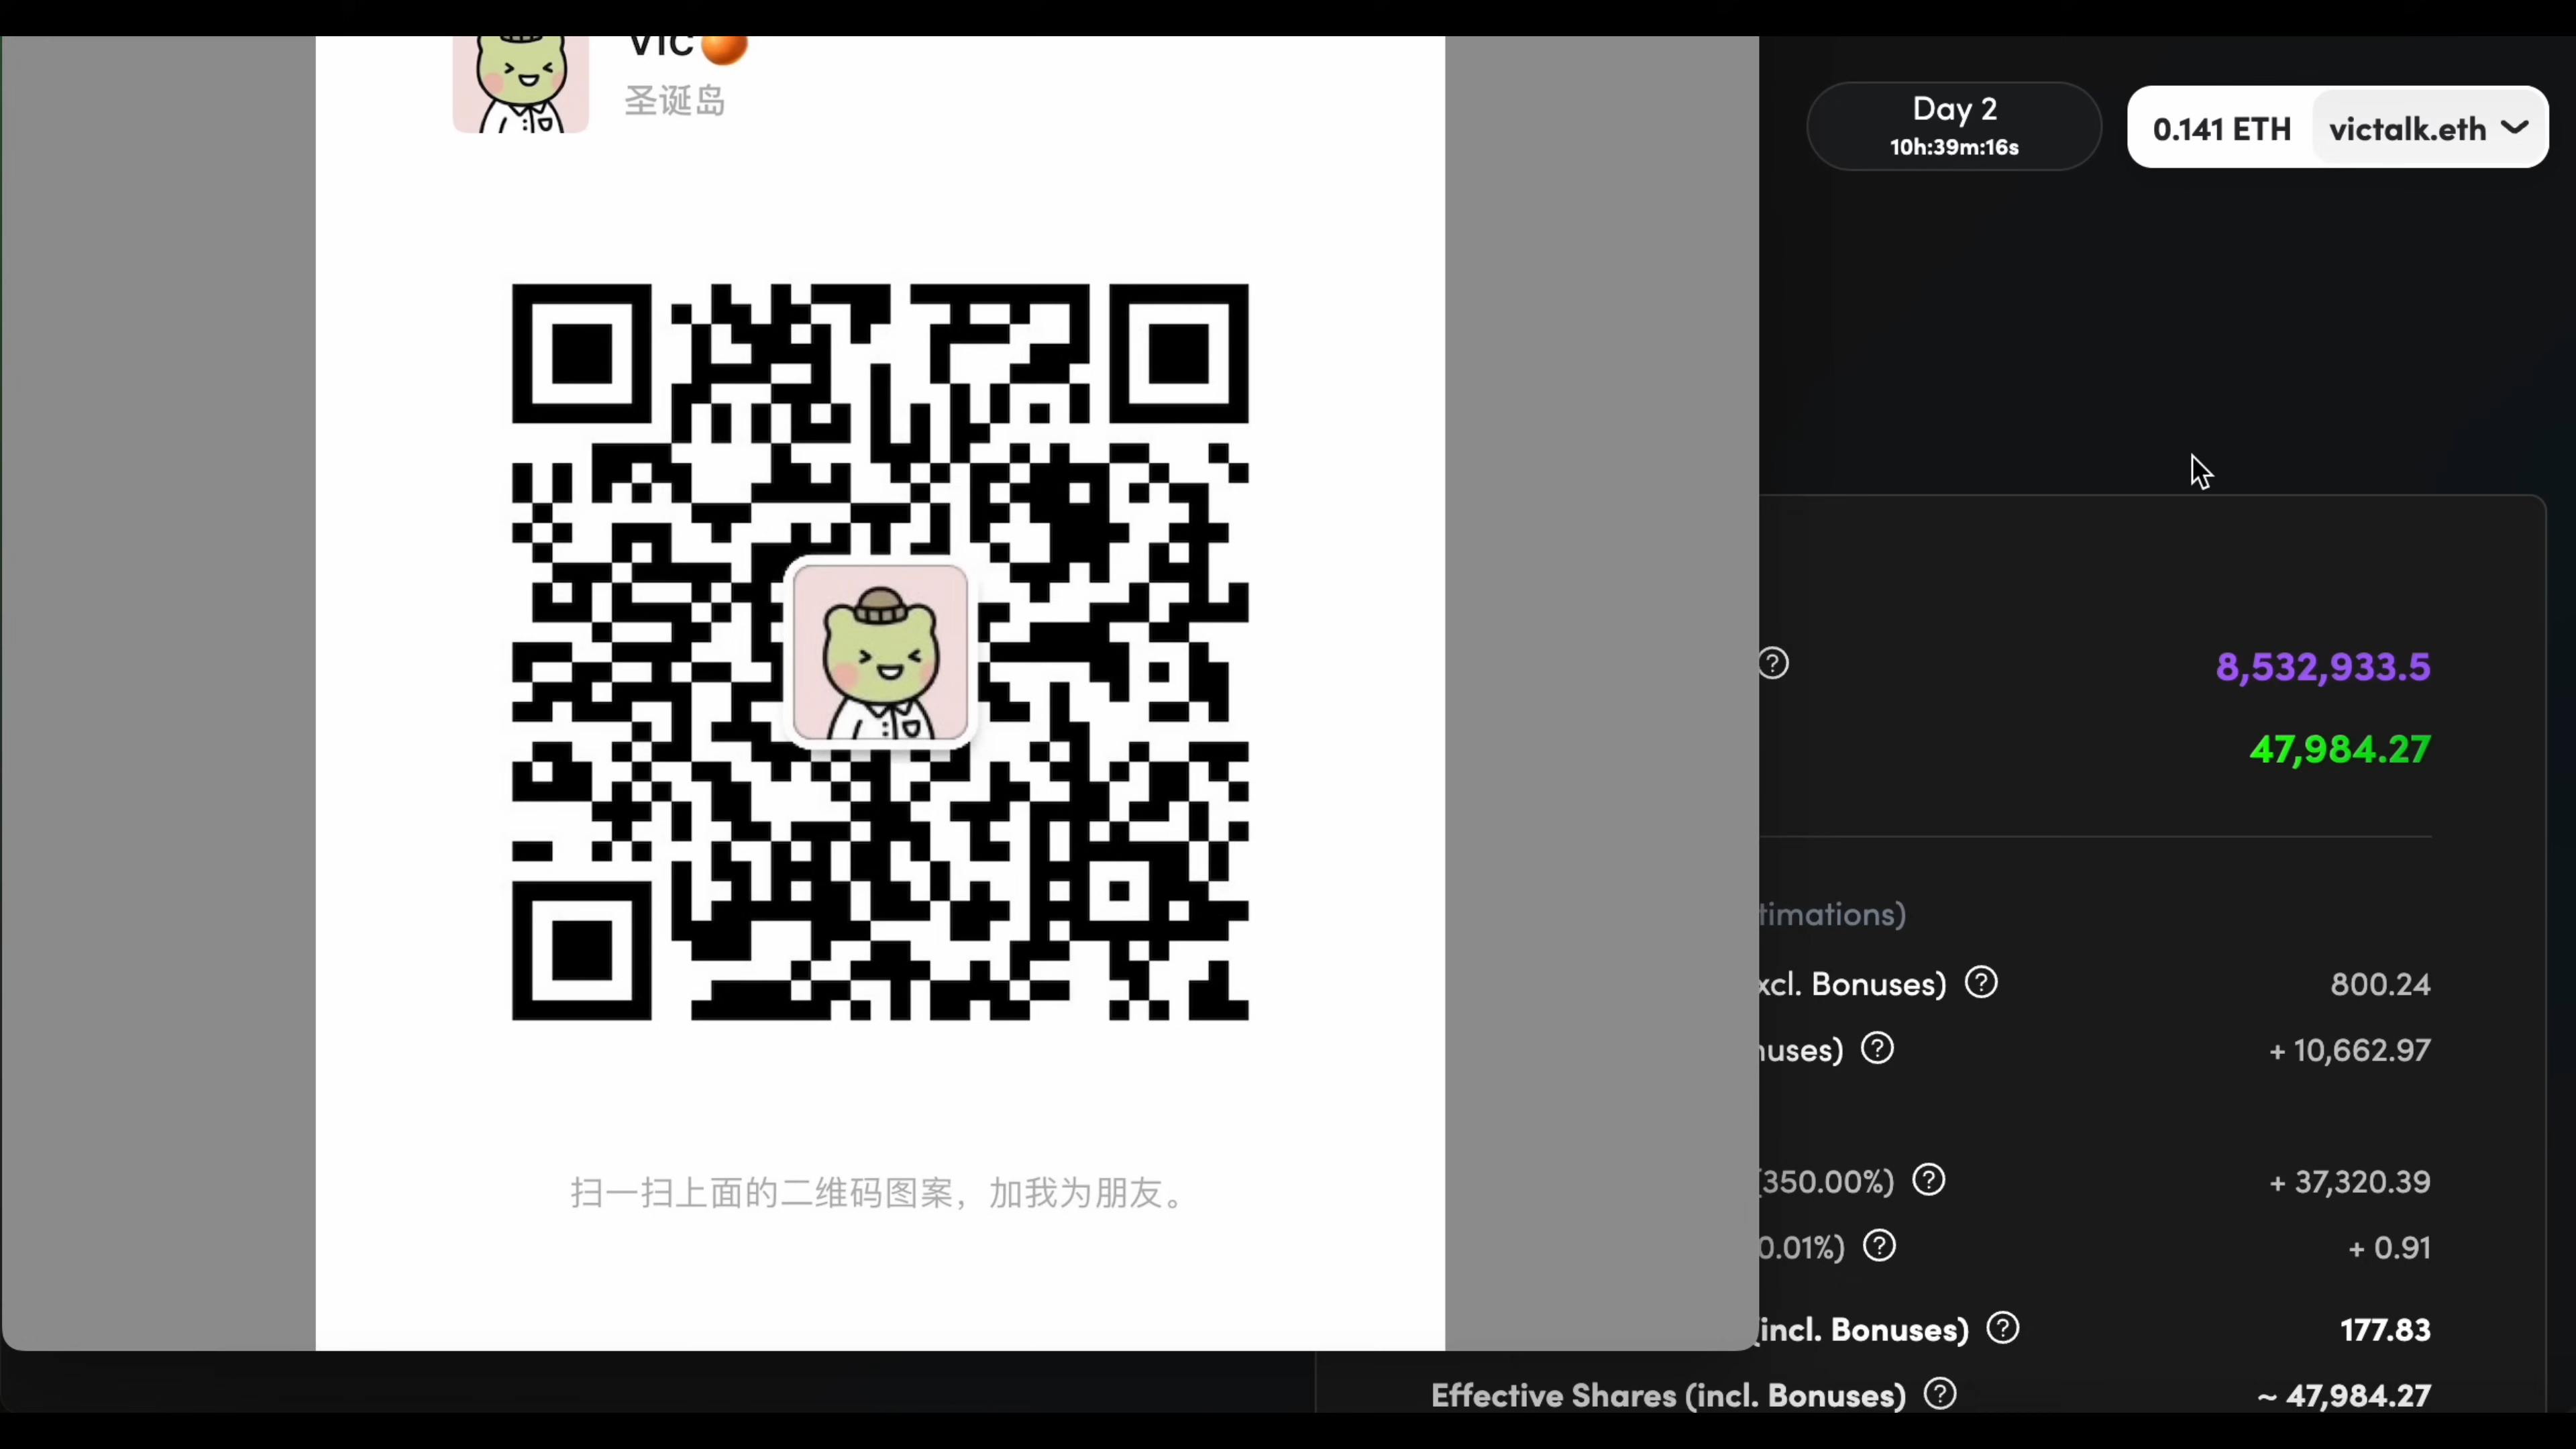 VIC
圣诞岛
扫一扫上面的二维码图案，加我为朋友。
Day 2
10h:39m:16s
0.141 ETH
victalk.eth
8,532,933.5
47,984.27
timations)
xcl. Bonuses) 800.24
nuses) + 10,662.97
(350.00%) + 37,320.39
0.01%) + 0.91
(incl. Bonuses) 177.83
Effective Shares (incl. Bonuses) ~ 47,984.27